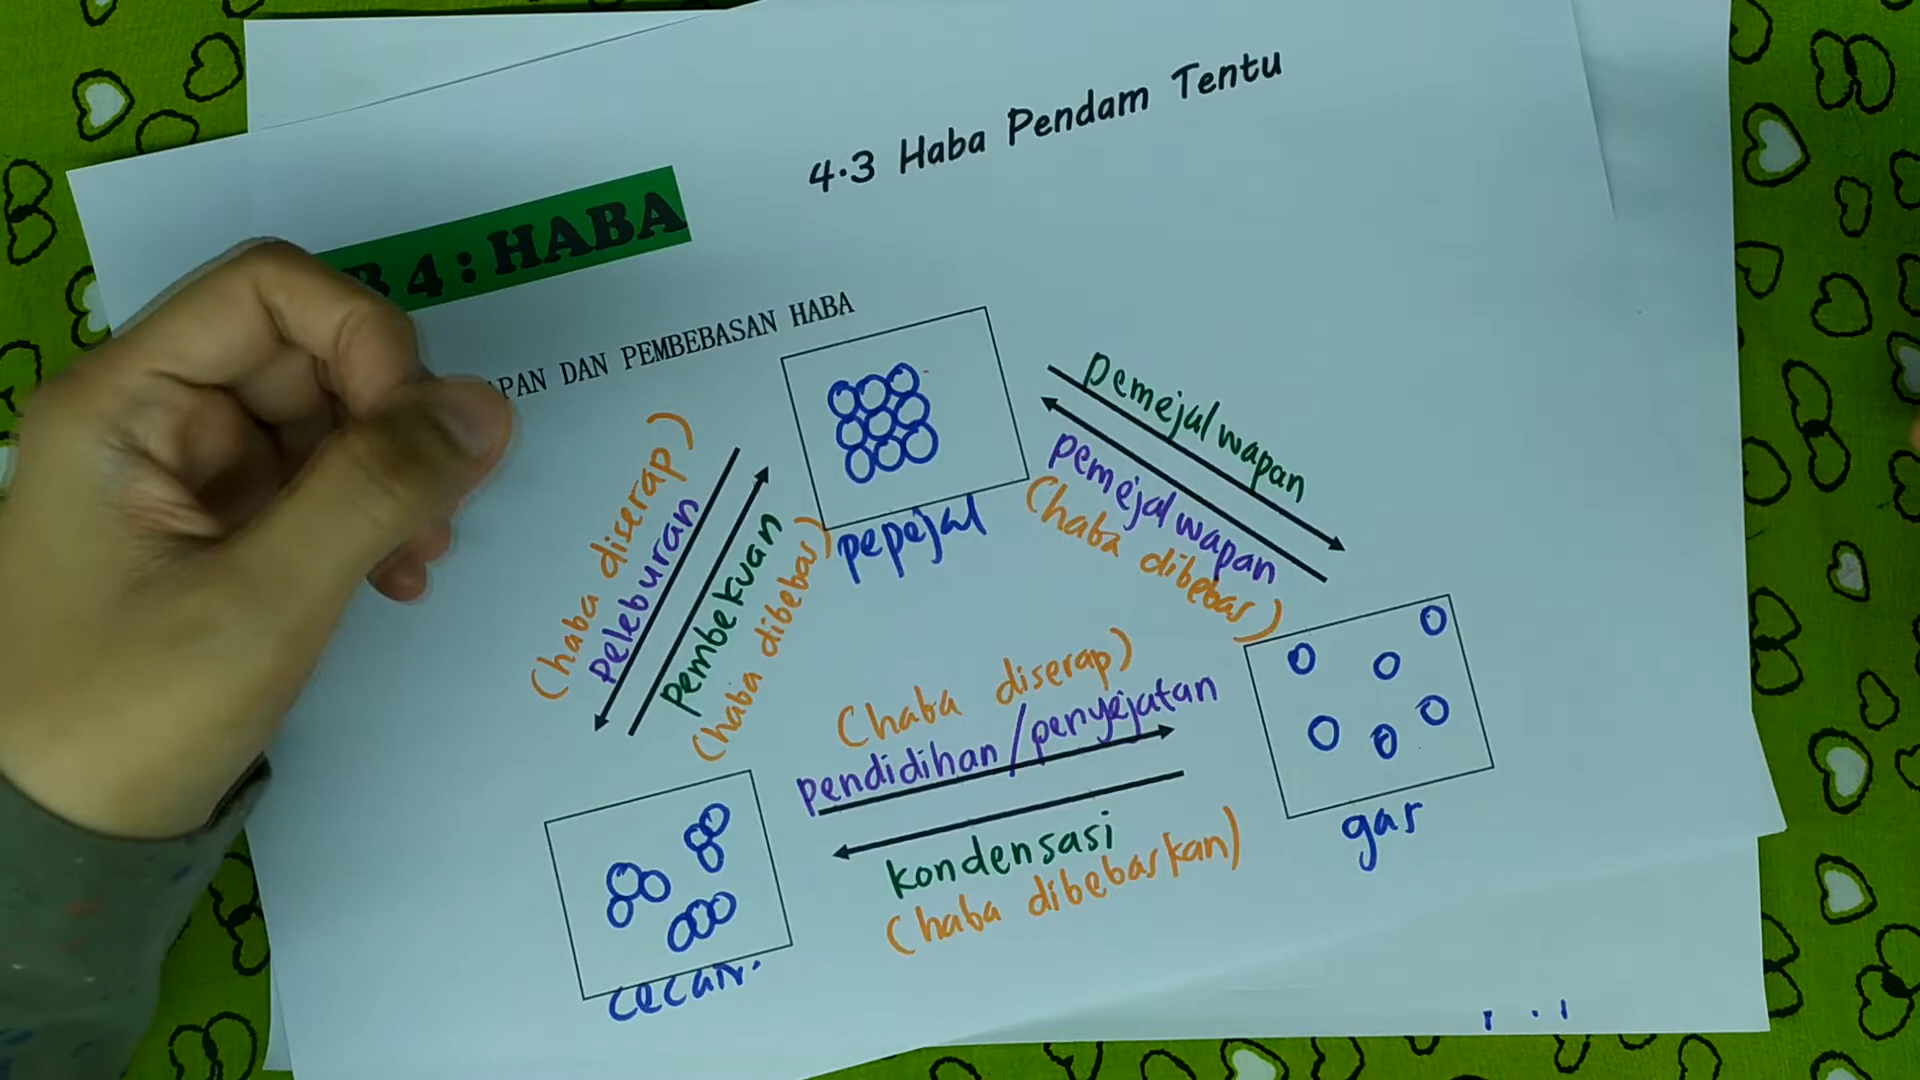 4.3 Haba Pendam Tentu
B 4 : HABA
APAN DAN PEMBEBASAN HABA
(haba diserap)
peleburan
pembekuan
(haba dibebas)
pepejal
pemejalwapan
pemejalwapan
(haba dibebas)
(haba diserap)
pendidihan/penyejatan
kondensasi
(haba dibebaskan)
gas
cecair